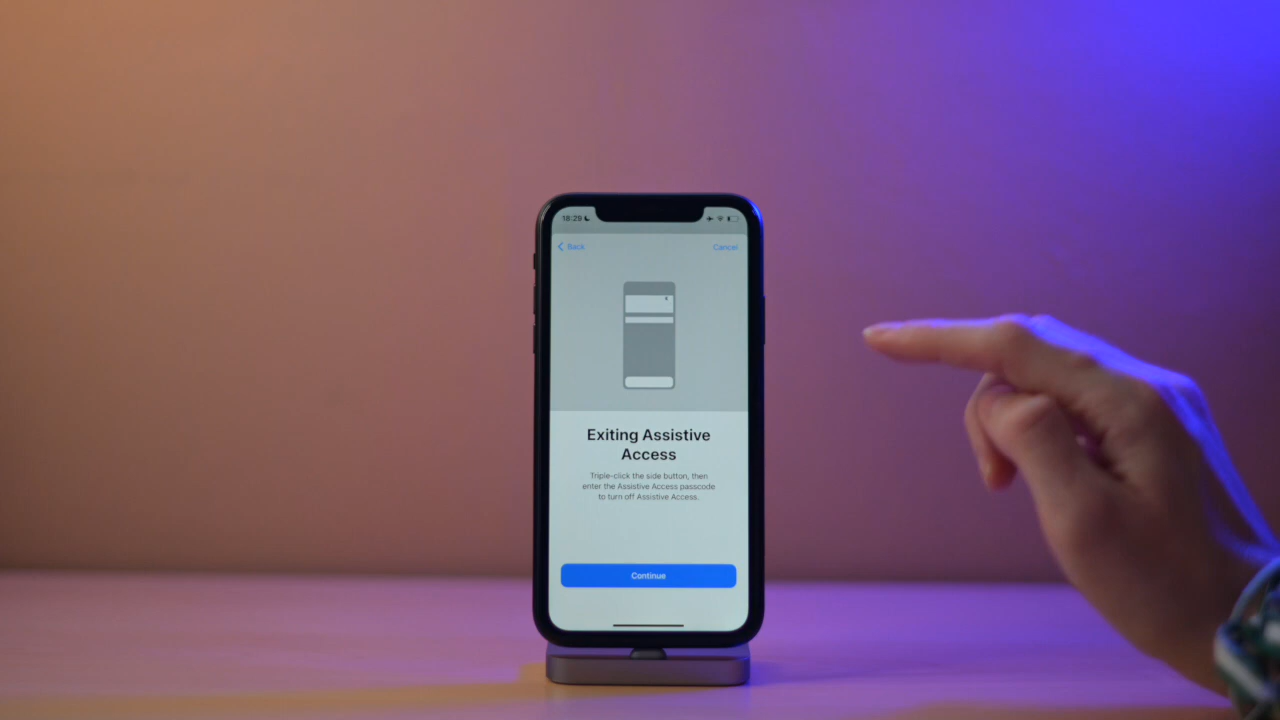 18:29
Back
Cancel
Exiting Assistive
Access
Triple-click the side button, then
enter the Assistive Access passcode
to turn off Assistive Access.
Continue